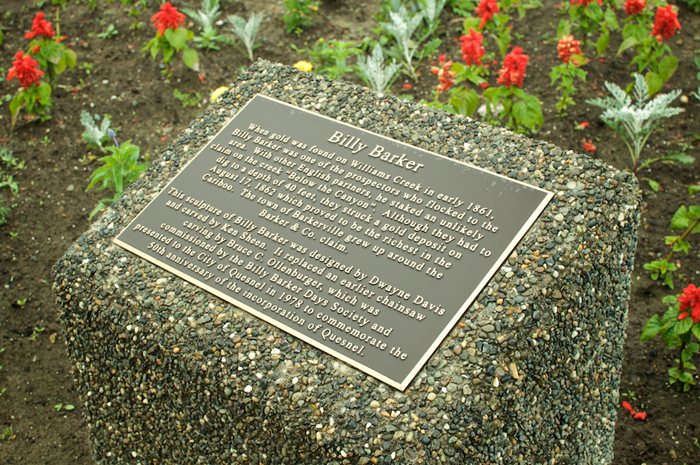 Billy Barker
When gold was found on Williams Creek in early 1861,
Billy Barker was one of the prospectors who flocked to the
area. With other English partners, he staked an unlikely
claim on the creek "Below the Canyon". Although they had to
dig to a depth of 40 feet, they struck a gold deposit on
August 17, 1862 which proved to be the richest in the
Cariboo. The town of Barkerville grew up around the
Barker & Co. claim.
This sculpture of Billy Barker was designed by Dwayne Davis
and carved by Ken Sheen. It replaced an earlier chainsaw
carving by Bruce C. Ollenburger, which was
commissioned by the Billy Barker Days Society and
presented to the City of Quesnel in 1978 to commemorate the
50th anniversary of the incorporation of Quesnel.